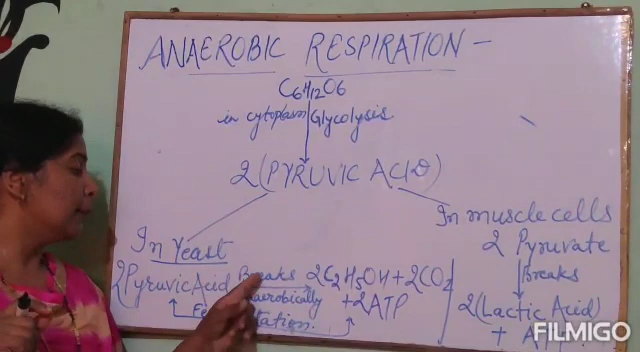 ANAEROBIC RESPIRATION -
C6H12O6
in cytoplasm Glycolysis
2 (PYRUVIC ACID)
In Yeast
2 Pyruvic Acid Breaks 2C2H5OH + 2CO2
+ 2ATP
In muscle cells
2 Pyruvate
Breaks
2(Lactic Acid)
+
FILMIGO